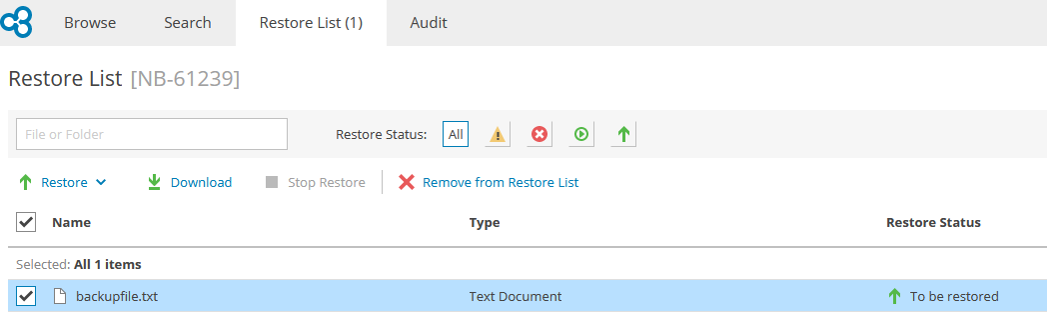 Browse Search Restore List (1) Audit
Restore List [NB-61239]
File or Folder Restore Status: All
Restore Download Stop Restore Remove from Restore List
Name Type Restore Status
Selected: All 1 items
backupfile.txt Text Document To be restored